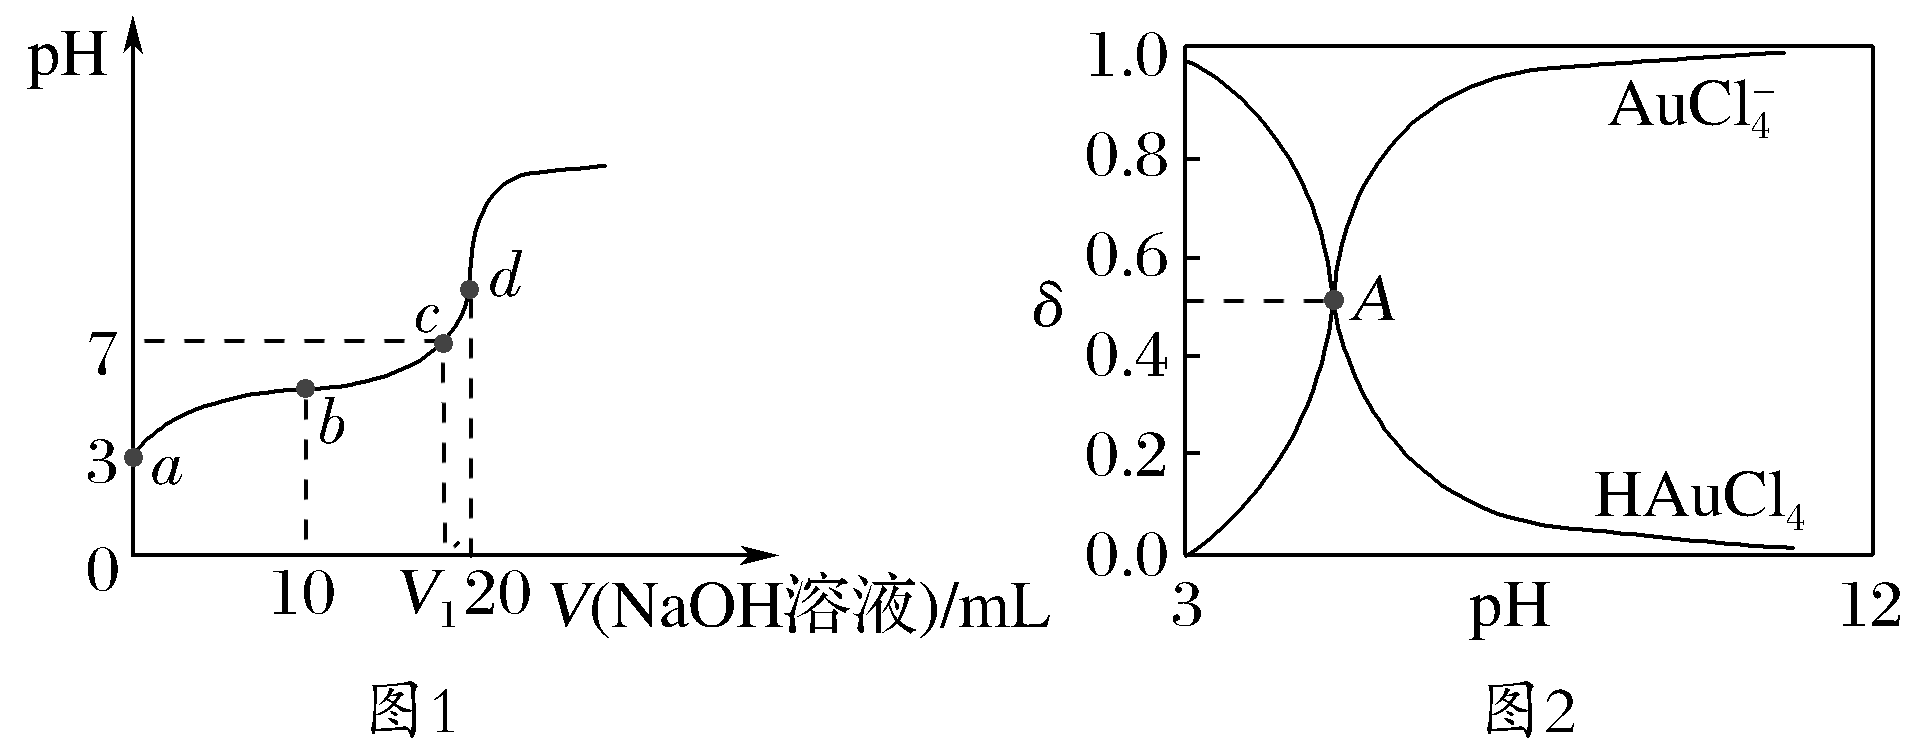 pH
7
3
0
a
b
c
d
10
V₁
20
V(NaOH溶液)/mL
图1
1.0
0.8
0.6
δ
0.4
0.2
0.0
A
AuCl₄⁻
HAuCl₄
3
pH
12
图2